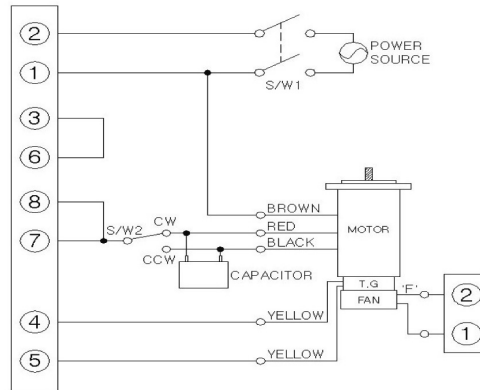 2
POWER
SOURCE
1
S/W1
3
6
8
S/W2
CW
7
CCW
CAPACITOR
BROWN
RED
BLACK
MOTOR
T.G
FAN
'F'
2
1
4
YELLOW
5
YELLOW